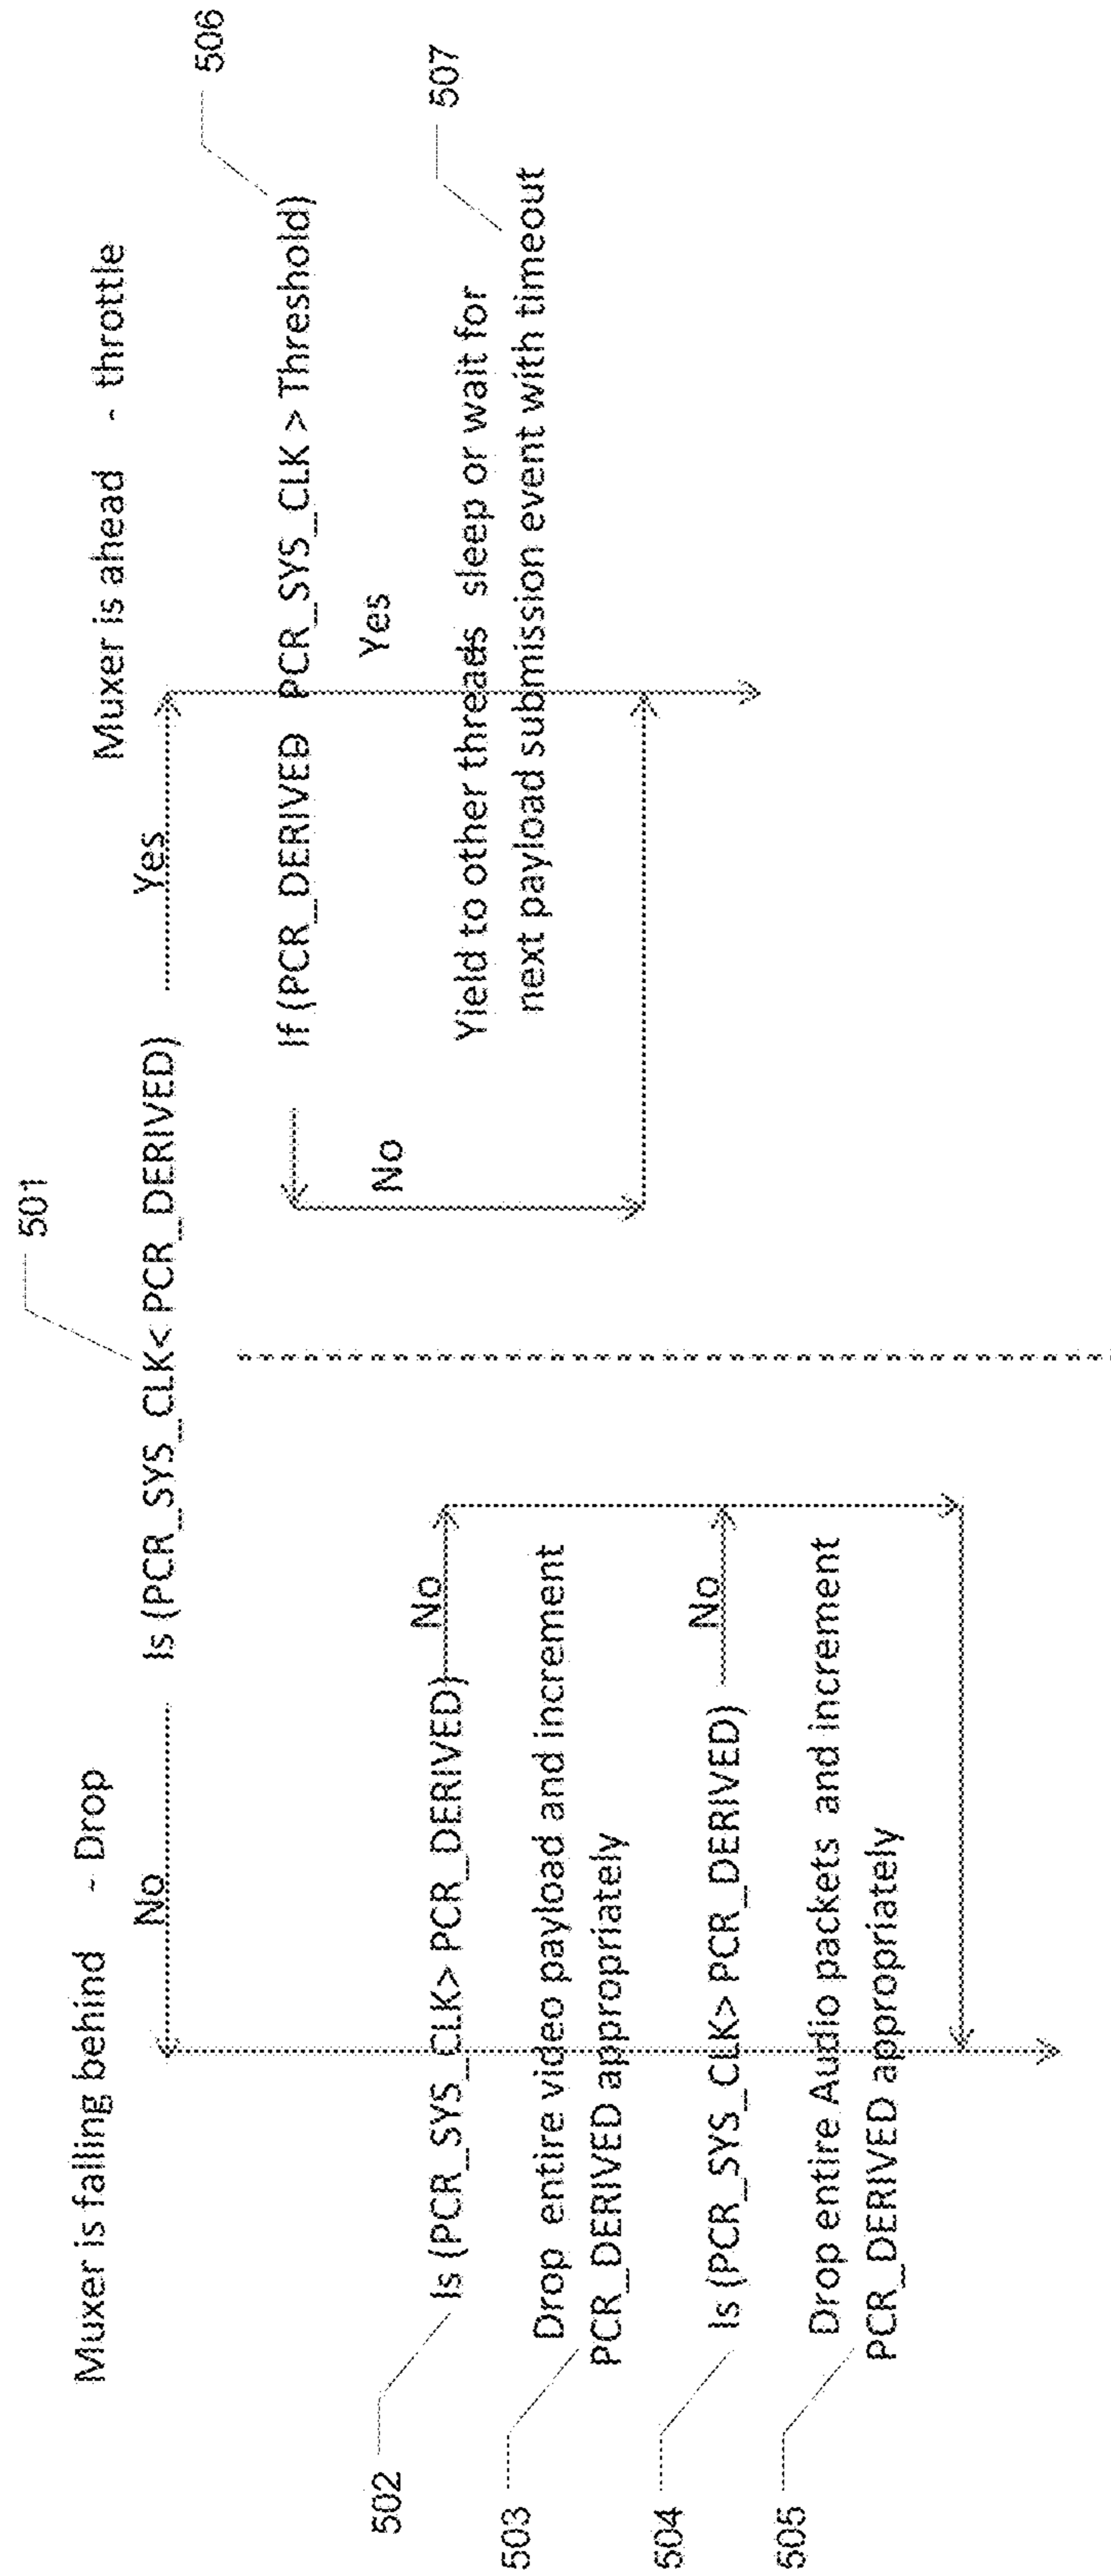 501
Muxer is falling behind - Drop
Muxer is ahead - throttle
No
Is (PCR_SYS_CLK< PCR_DERIVED)
Yes
506
502
Is (PCR_SYS_CLK> PCR_DERIVED)
No
503
Drop entire video payload and increment
PCR_DERIVED appropriately
504
Is (PCR_SYS_CLK> PCR_DERIVED)
No
505
Drop entire Audio packets and increment
PCR_DERIVED appropriately
If (PCR_DERIVED PCR_SYS_CLK > Threshold)
No
Yes
507
Yield to other threads sleep or wait for
next payload submission event with timeout